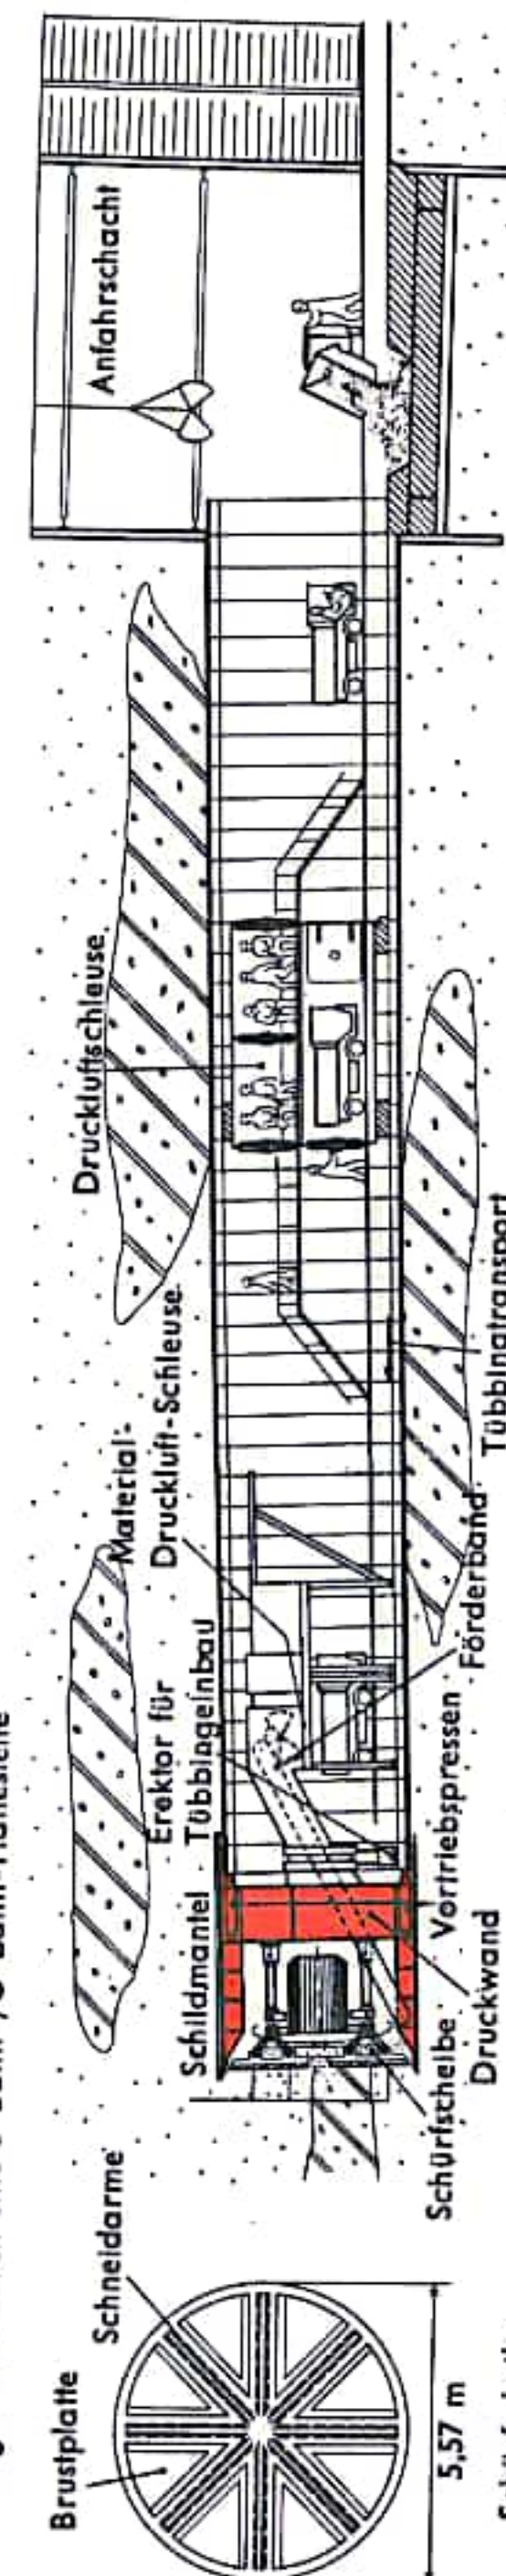 Anfahrschacht
Druckluftschleuse
Material-
Druckluft-Schleuse
Erektor für
Tübbingeinbau
Schildmantel
Schneidarme
Brustplatte
5,57 m
Schürfscheibe
Druckwand
Vortriebspressen
Förderband
Tübbingtransport